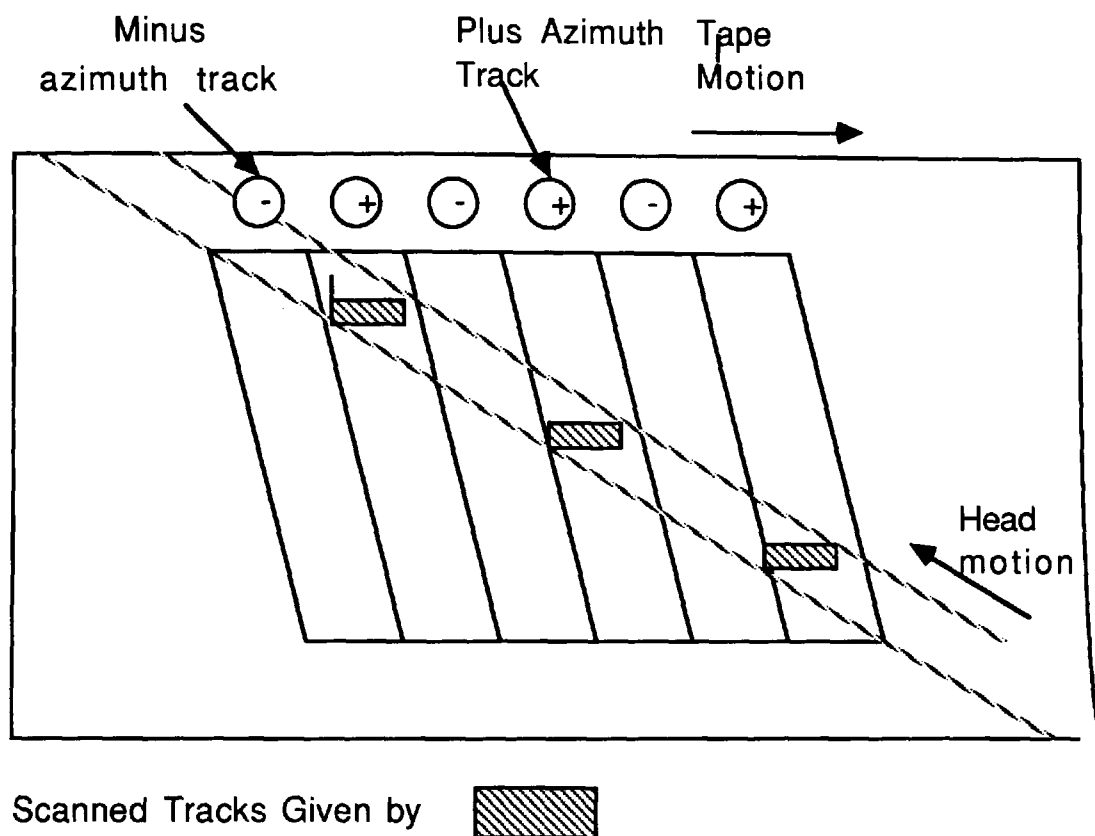 Minus
azimuth track
Plus Azimuth
Track
Tape
Motion
- + - + - +
Head
motion
Scanned Tracks Given by